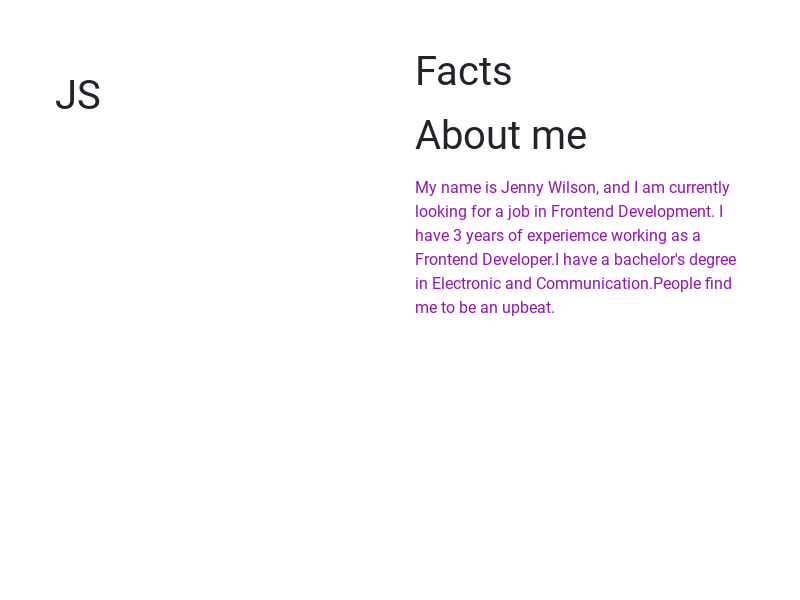 JS
Facts
About me
My name is Jenny Wilson, and I am currently
looking for a job in Frontend Development. I
have 3 years of experiemce working as a
Frontend Developer.I have a bachelor's degree
in Electronic and Communication.People find
me to be an upbeat.